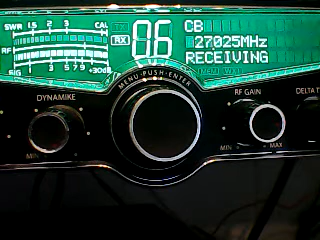 SWR 1.5 2 3 CAL
RX 06 CB
27025MHz
RF
RECEIVING
1 3 5 7 9 +30dB
SIG
MENU·PUSH·ENTER
DYNAMIKE
RF GAIN
DELTA
MIN
MIN MAX